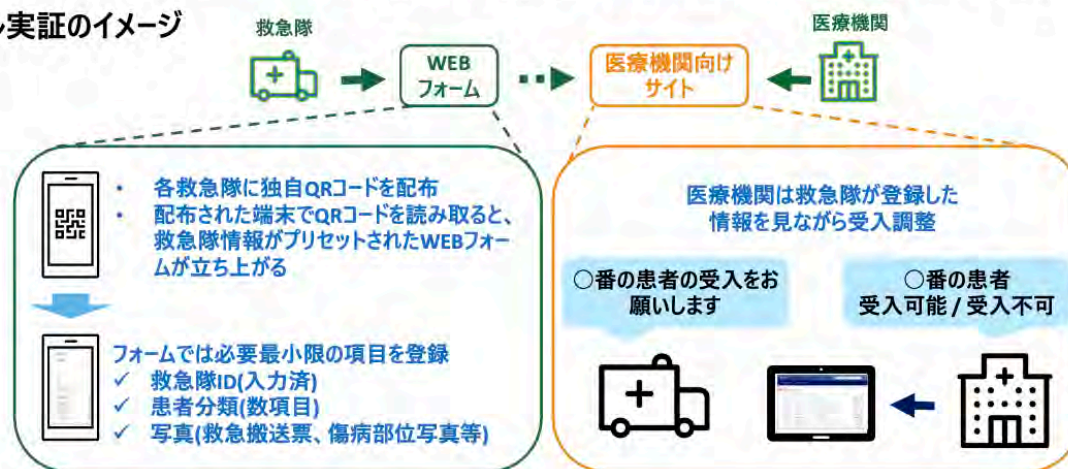 ル実証のイメージ
救急隊
医療機関
WEB
フォーム
医療機関向け
サイト
• 各救急隊に独自QRコードを配布
• 配布された端末でQRコードを読み取ると、
救急隊情報がプリセットされたWEBフォー
ムが立ち上がる
フォームでは必要最小限の項目を登録
✓ 救急隊ID(入力済)
✓ 患者分類(数項目)
✓ 写真(救急搬送票、傷病部位写真等)
医療機関は救急隊が登録した
情報を見ながら受入調整
○番の患者の受入をお
願いします
○番の患者
受入可能 / 受入不可